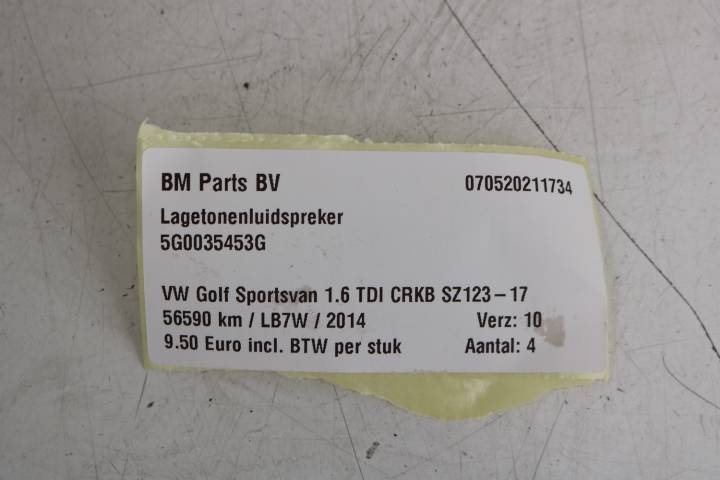 BM Parts BV 070520211734
Lagetonenluidspreker
5G0035453G
VW Golf Sportsvan 1.6 TDI CRKB SZ123-17
56590 km / LB7W / 2014 Verz: 10
9.50 Euro incl. BTW per stuk Aantal: 4